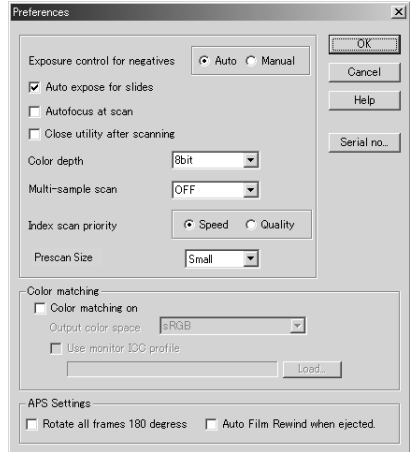 Preferences
OK
Exposure control for negatives Auto Manual
Cancel
Auto expose for slides
Help
Autofocus at scan
Close utility after scanning
Serial no...
Color depth 8bit
Multi-sample scan OFF
Index scan priority Speed Quality
Prescan Size Small
Color matching
Color matching on
Output color space sRGB
Use monitor ICC profile
Load...
APS Settings
Rotate all frames 180 degress Auto Film Rewind when ejected.